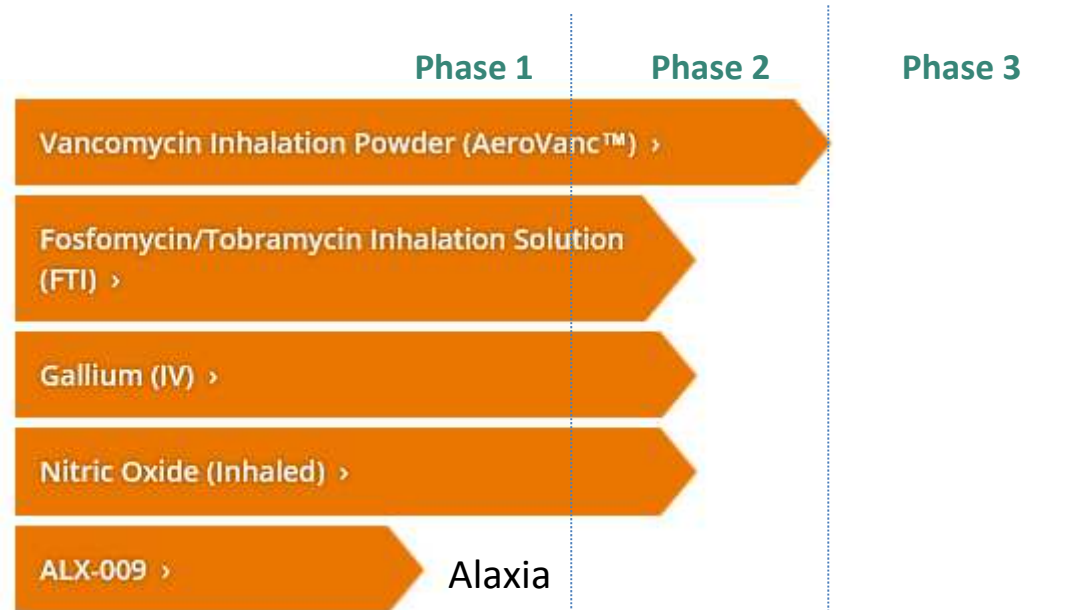 Phase 1 Phase 2 Phase 3
Vancomycin Inhalation Powder (AeroVanc™) ›
Fosfomycin/Tobramycin Inhalation Solution
(FTI) ›
Gallium (IV) ›
Nitric Oxide (Inhaled) ›
ALX-009 › Alaxia